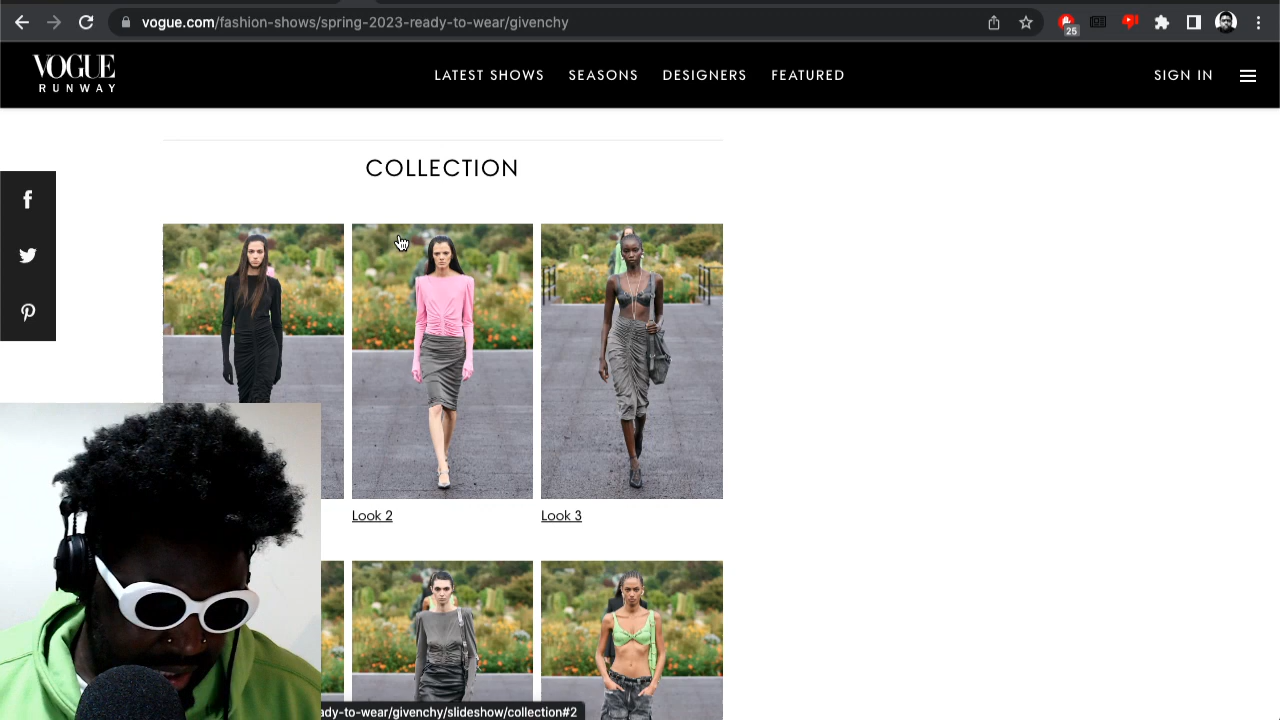 vogue.com/fashion-shows/spring-2023-ready-to-wear/givenchy
25
VOGUE
RUNWAY
LATEST SHOWS SEASONS DESIGNERS FEATURED
SIGN IN
COLLECTION
Look 2
Look 3
ady-to-wear/givenchy/slideshow/collection#2